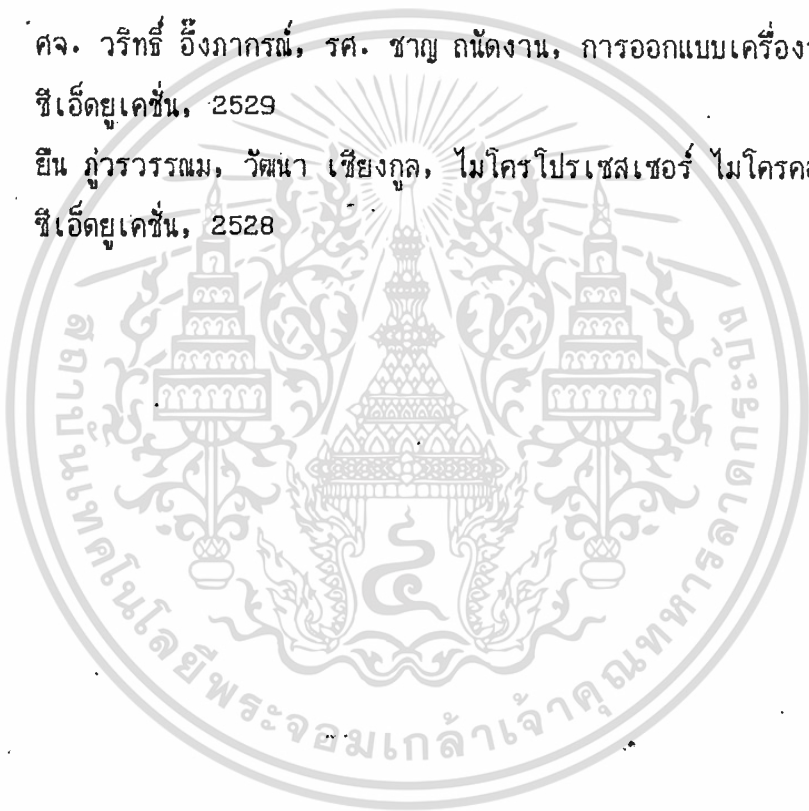 ศจ. วริทธิ์ อึ๊งภากรณ์, รศ. ชาญ ถนัดงาน, การออกแบบเครื่อง
ซีเอ็ดยูเคชั่น, 2529
ยืน ภู่วรวรรณม, วัฒนา เชียงกูล, ไมโครโปรเซสเซอร์ ไมโคร
ซีเอ็ดยูเคชั่น, 2528
สถาบันเทคโนโลยีพระจอมเกล้าเจ้าคุณทหารลาดกระบัง
๔